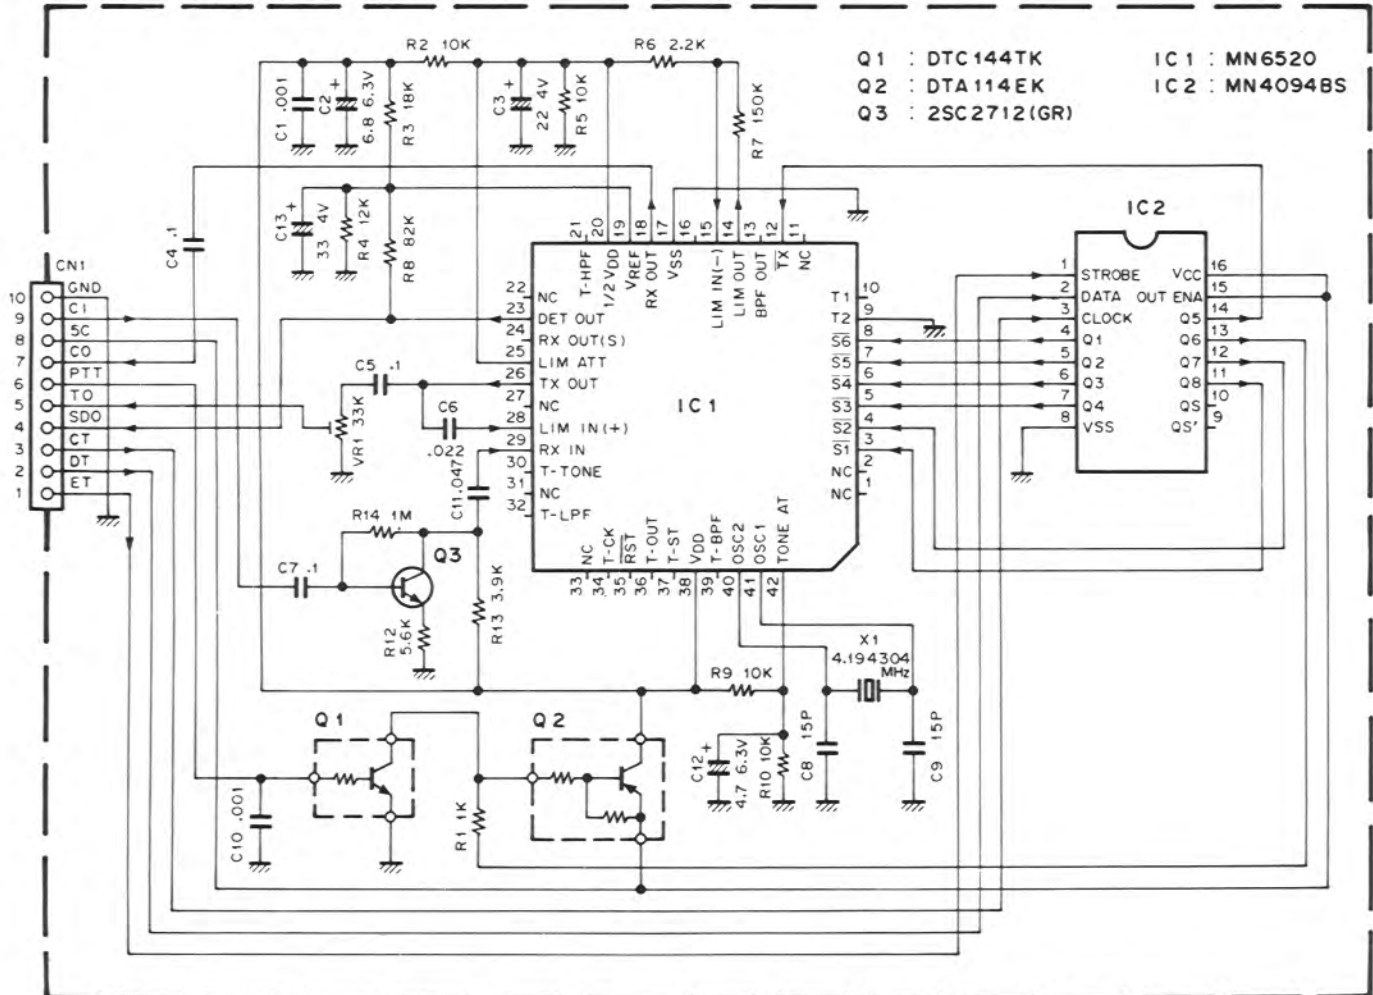 Q1 : DTC144TK
Q2 : DTA114EK
Q3 : 2SC2712(GR)
IC1 : MN6520
IC2 : MN4094BS
R2 10K
R6 2.2K
C1 .001
C2 + 6.8 6.3V
R3 18K
C3 + 22 4V
R5 10K
R7 150K
C4 .1
C13 + 33 4V
R4 12K
R8 82K
CN1
10 GND
9 CI
8 5C
7 CO
6 PTT
5 TO
4 SDO
3 CT
2 DT
1 ET
IC1
21 T-HPF
20 1/2 VDD
19 VREF
18 RX OUT
17 VSS
16
15 LIM IN(-)
14 LIM OUT
13 BPF OUT
12 TX
11 NC
22 NC
23 DET OUT
24 RX OUT(S)
25 LIM ATT
26 TX OUT
27 NC
28 LIM IN(+)
29 RX IN
30 T-TONE
31 NC
32 T-LPF
T1 10
T2 9
S6 8
S5 7
S4 6
S3 5
S2 4
S1 3
NC 2
NC 1
33 NC
34 T-CK
35 RST
36 T-OUT
37 T-ST
38 VDD
39 T-BPF
40 OSC2
41 OSC1
42 TONE AT
IC2
1 STROBE
2 DATA
3 CLOCK
4 Q1
5 Q2
6 Q3
7 Q4
8 VSS
VCC 16
OUT ENA 15
Q5 14
Q6 13
Q7 12
Q8 11
QS 10
QS' 9
C5 .1
VR1 33K
C6 .022
C11 .047
R14 1M
Q3
C7 .1
R12 5.6K
R13 3.9K
R9 10K
X1
4.194304
MHz
Q1
Q2
C10 .001
R1 1K
C12 + 4.7 6.3V
R10 10K
C8 15P
C9 15P